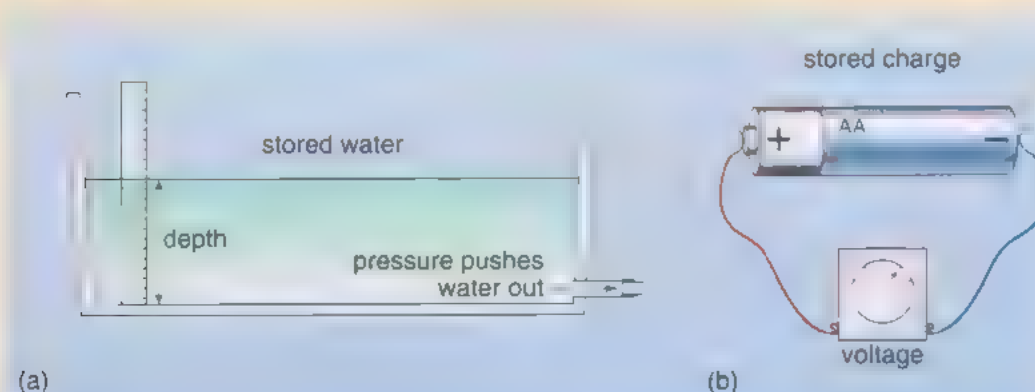 stored water
depth
pressure pushes
water out
(a)
stored charge
+
AA
−
voltage
(b)